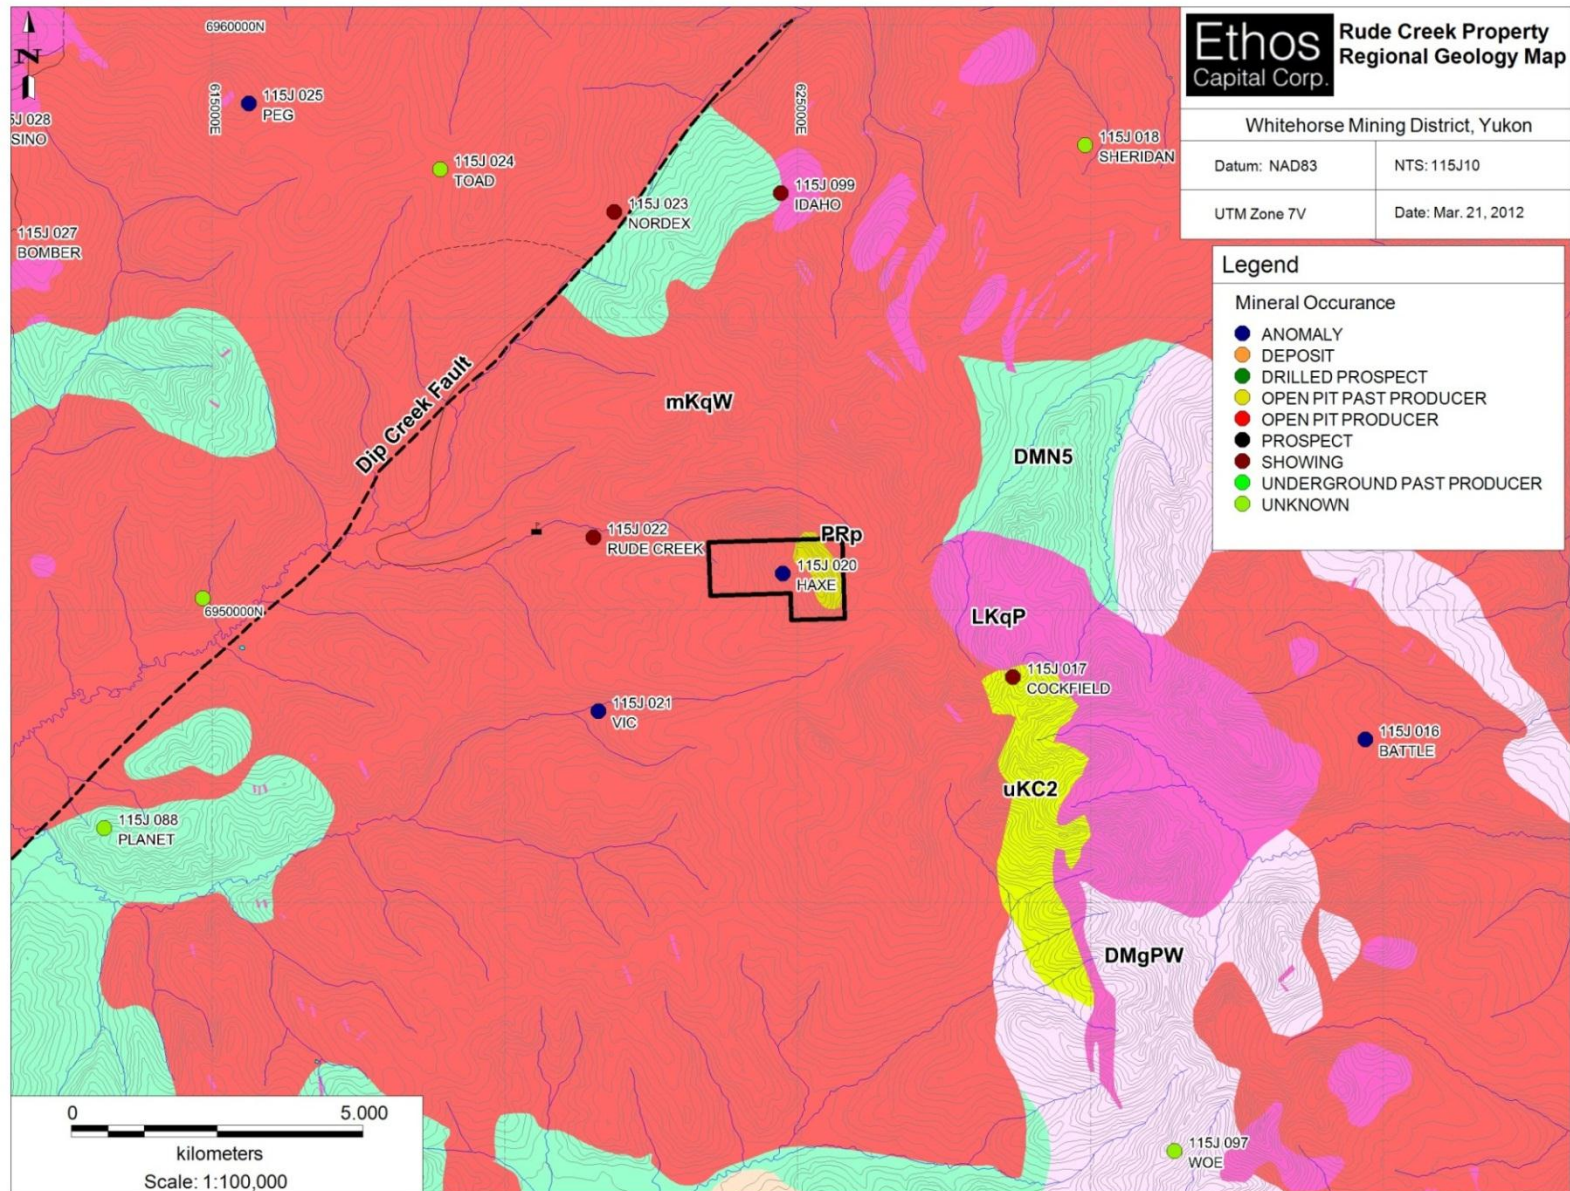 6960000N
N
615000E
625000E
115J 025
PEG
5J 028
SINO
115J 024
TOAD
115J 018
SHERIDAN
115J 099
IDAHO
115J 023
NORDEX
115J 027
BOMBER
Ethos
Capital Corp.
Rude Creek Property
Regional Geology Map
Whitehorse Mining District, Yukon
Datum: NAD83
NTS: 115J10
UTM Zone 7V
Date: Mar. 21, 2012
Legend
Mineral Occurance
ANOMALY
DEPOSIT
DRILLED PROSPECT
OPEN PIT PAST PRODUCER
OPEN PIT PRODUCER
PROSPECT
SHOWING
UNDERGROUND PAST PRODUCER
UNKNOWN
Dip Creek Fault
mKqW
DMN5
115J 022
RUDE CREEK
PRp
115J 020
HAXE
6950000N
LKqP
115J 017
COCKFIELD
115J 021
VIC
115J 016
BATTLE
uKC2
115J 088
PLANET
DMgPW
115J 097
WOE
0 5.000
kilometers
Scale: 1:100,000